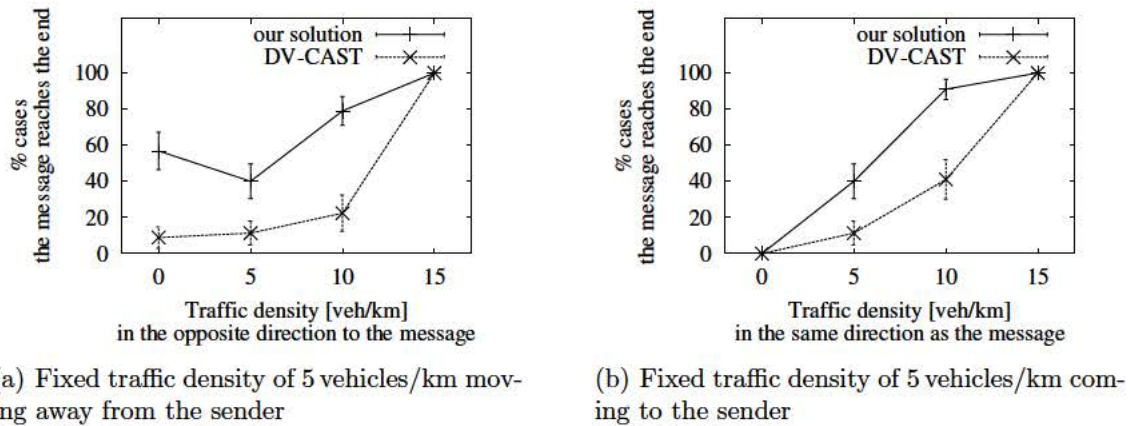 our solution
DV-CAST
100
80
60
40
20
0
% cases
the message reaches the end
0 5 10 15
Traffic density [veh/km]
in the opposite direction to the message
our solution
DV-CAST
100
80
60
40
20
0
% cases
the message reaches the end
0 5 10 15
Traffic density [veh/km]
in the same direction as the message
a) Fixed traffic density of 5 vehicles/km mov-
ng away from the sender
(b) Fixed traffic density of 5 vehicles/km com-
ing to the sender